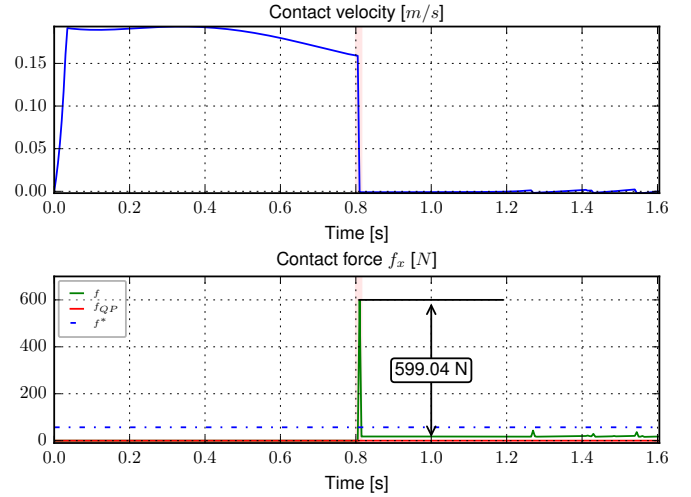 Contact velocity [m/s]
0.15
0.10
0.05
0.00
0.0 0.2 0.4 0.6 0.8 1.0 1.2 1.4 1.6
Time [s]
Contact force f_x [N]
600
400
200
0
f
f_{QP}
f^*
599.04 N
0.0 0.2 0.4 0.6 0.8 1.0 1.2 1.4 1.6
Time [s]